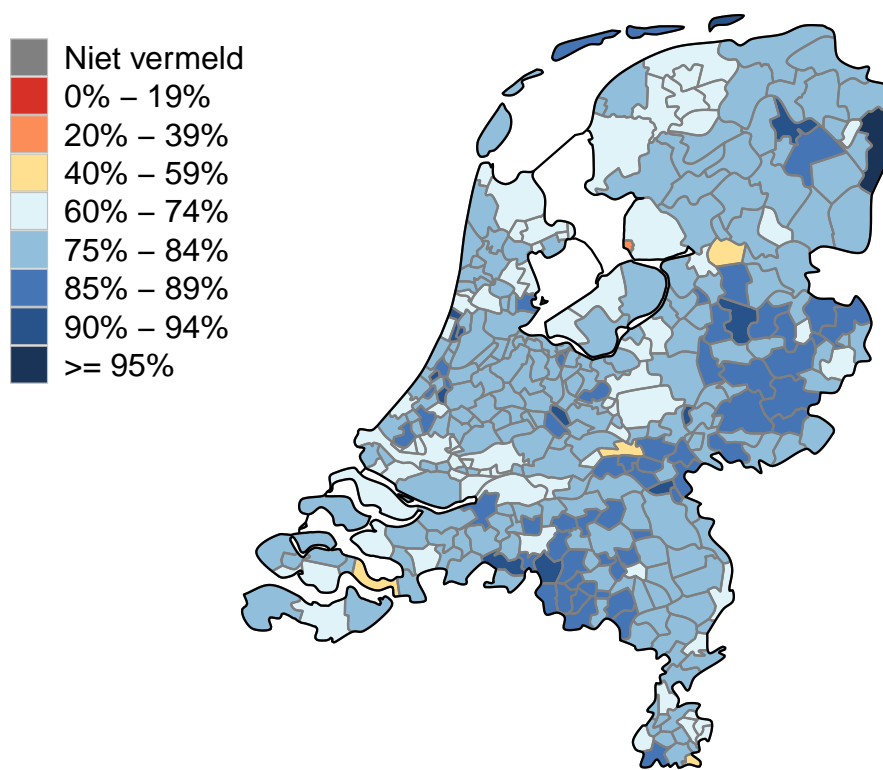 Niet vermeld
0% – 19%
20% – 39%
40% – 59%
60% – 74%
75% – 84%
85% – 89%
90% – 94%
>= 95%